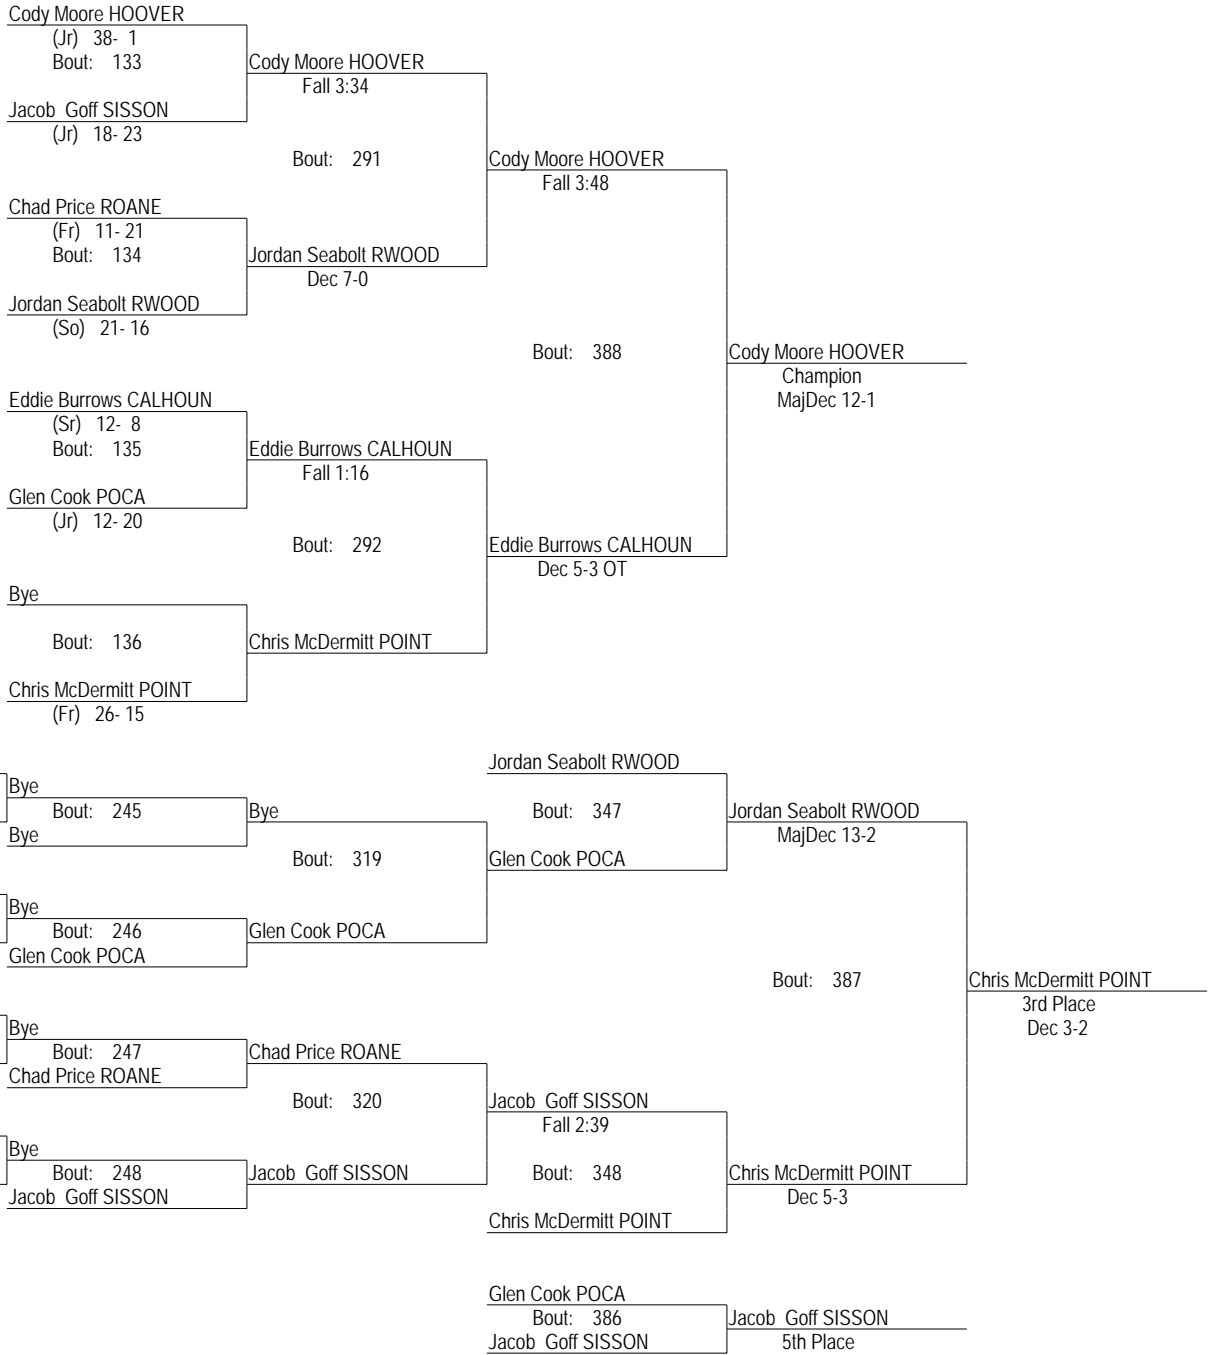 Cody Moore HOOVER
(Jr) 38- 1
Bout: 133
Cody Moore HOOVER
Fall 3:34
Jacob Goff SISSON
(Jr) 18- 23
Bout: 291
Cody Moore HOOVER
Fall 3:48
Chad Price ROANE
(Fr) 11- 21
Bout: 134
Jordan Seabolt RWOOD
Dec 7-0
Jordan Seabolt RWOOD
(So) 21- 16
Bout: 388
Cody Moore HOOVER
Champion
MajDec 12-1
Eddie Burrows CALHOUN
(Sr) 12- 8
Bout: 135
Eddie Burrows CALHOUN
Fall 1:16
Glen Cook POCA
(Jr) 12- 20
Bout: 292
Eddie Burrows CALHOUN
Dec 5-3 OT
Bye
Bout: 136
Chris McDermitt POINT
Chris McDermitt POINT
(Fr) 26- 15
Jordan Seabolt RWOOD
Bye
Bout: 245
Bye
Bye
Bout: 347
Jordan Seabolt RWOOD
MajDec 13-2
Bout: 319
Glen Cook POCA
Bye
Bout: 246
Glen Cook POCA
Glen Cook POCA
Bout: 387
Chris McDermitt POINT
3rd Place
Dec 3-2
Bye
Bout: 247
Chad Price ROANE
Chad Price ROANE
Bout: 320
Jacob Goff SISSON
Fall 2:39
Bye
Bout: 248
Jacob Goff SISSON
Jacob Goff SISSON
Bout: 348
Chris McDermitt POINT
Dec 5-3
Chris McDermitt POINT
Glen Cook POCA
Bout: 386
Jacob Goff SISSON
Jacob Goff SISSON
5th Place